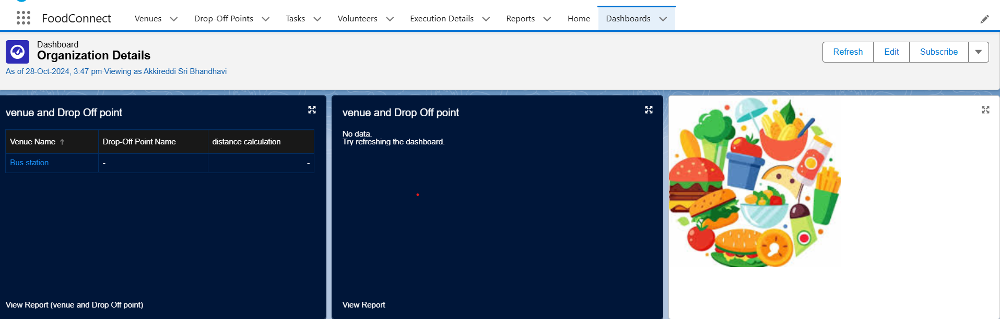 FoodConnect Venues Drop-Off Points Tasks Volunteers Execution Details Reports Home Dashboards
Dashboard
Organization Details
As of 28-Oct-2024, 3:47 pm·Viewing as Akkireddi Sri Bhandhavi
Refresh Edit Subscribe
venue and Drop Off point
Venue Name ↑ Drop-Off Point Name distance calculation
Bus station - -
View Report (venue and Drop Off point)
venue and Drop Off point
No data.
Try refreshing the dashboard.
View Report